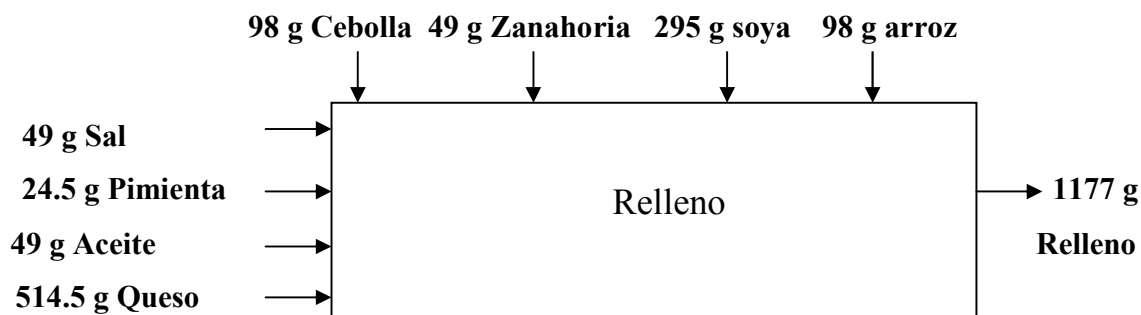 98 g Cebolla 49 g Zanahoria 295 g soya 98 g arroz
49 g Sal
24.5 g Pimienta
49 g Aceite
514.5 g Queso
Relleno
1177 g
Relleno